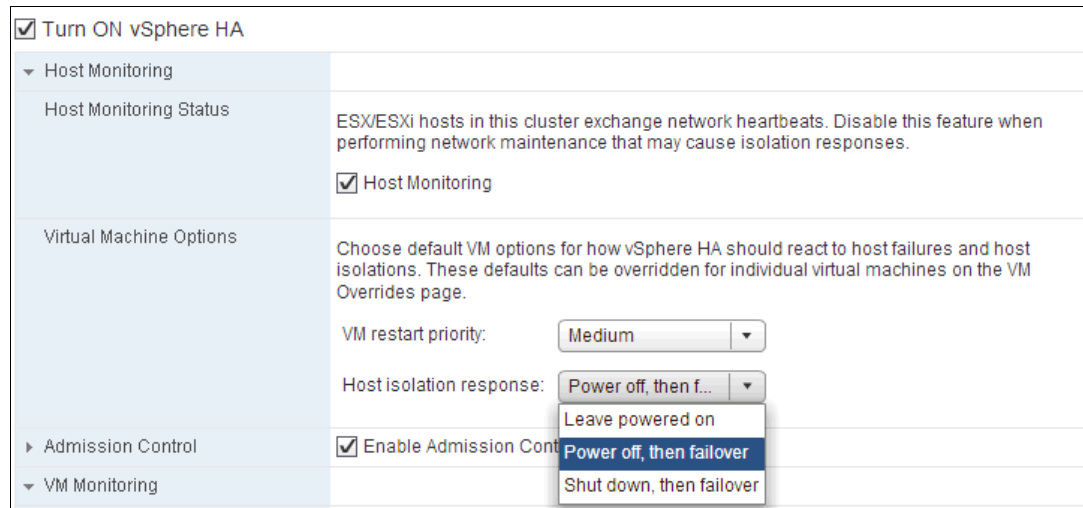 Turn ON vSphere HA
Host Monitoring
Host Monitoring Status
ESX/ESXi hosts in this cluster exchange network heartbeats. Disable this feature when
performing network maintenance that may cause isolation responses.
Host Monitoring
Virtual Machine Options
Choose default VM options for how vSphere HA should react to host failures and host
isolations. These defaults can be overridden for individual virtual machines on the VM
Overrides page.
VM restart priority: Medium
Host isolation response: Power off, then f...
Leave powered on
Power off, then failover
Shut down, then failover
Admission Control
Enable Admission Cont
VM Monitoring